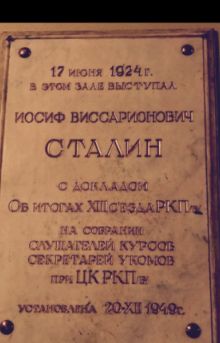 17 ИЮНЯ 1924 Г.
В ЭТОМ ЗАЛЕ ВЫСТУПАЛ
ИОСИФ ВИССАРИОНОВИЧ
СТАЛИН
С ДОКЛАДОМ
ОБ ИТОГАХ XIII СЪЕЗДА РКП(Б)
НА СОБРАНИИ
СЛУШАТЕЛЕЙ КУРСОВ
СЕКРЕТАРЕЙ УКОМОВ
ПРИ ЦК РКП(Б)
УСТАНОВЛЕНА 20-XII 1949 Г.